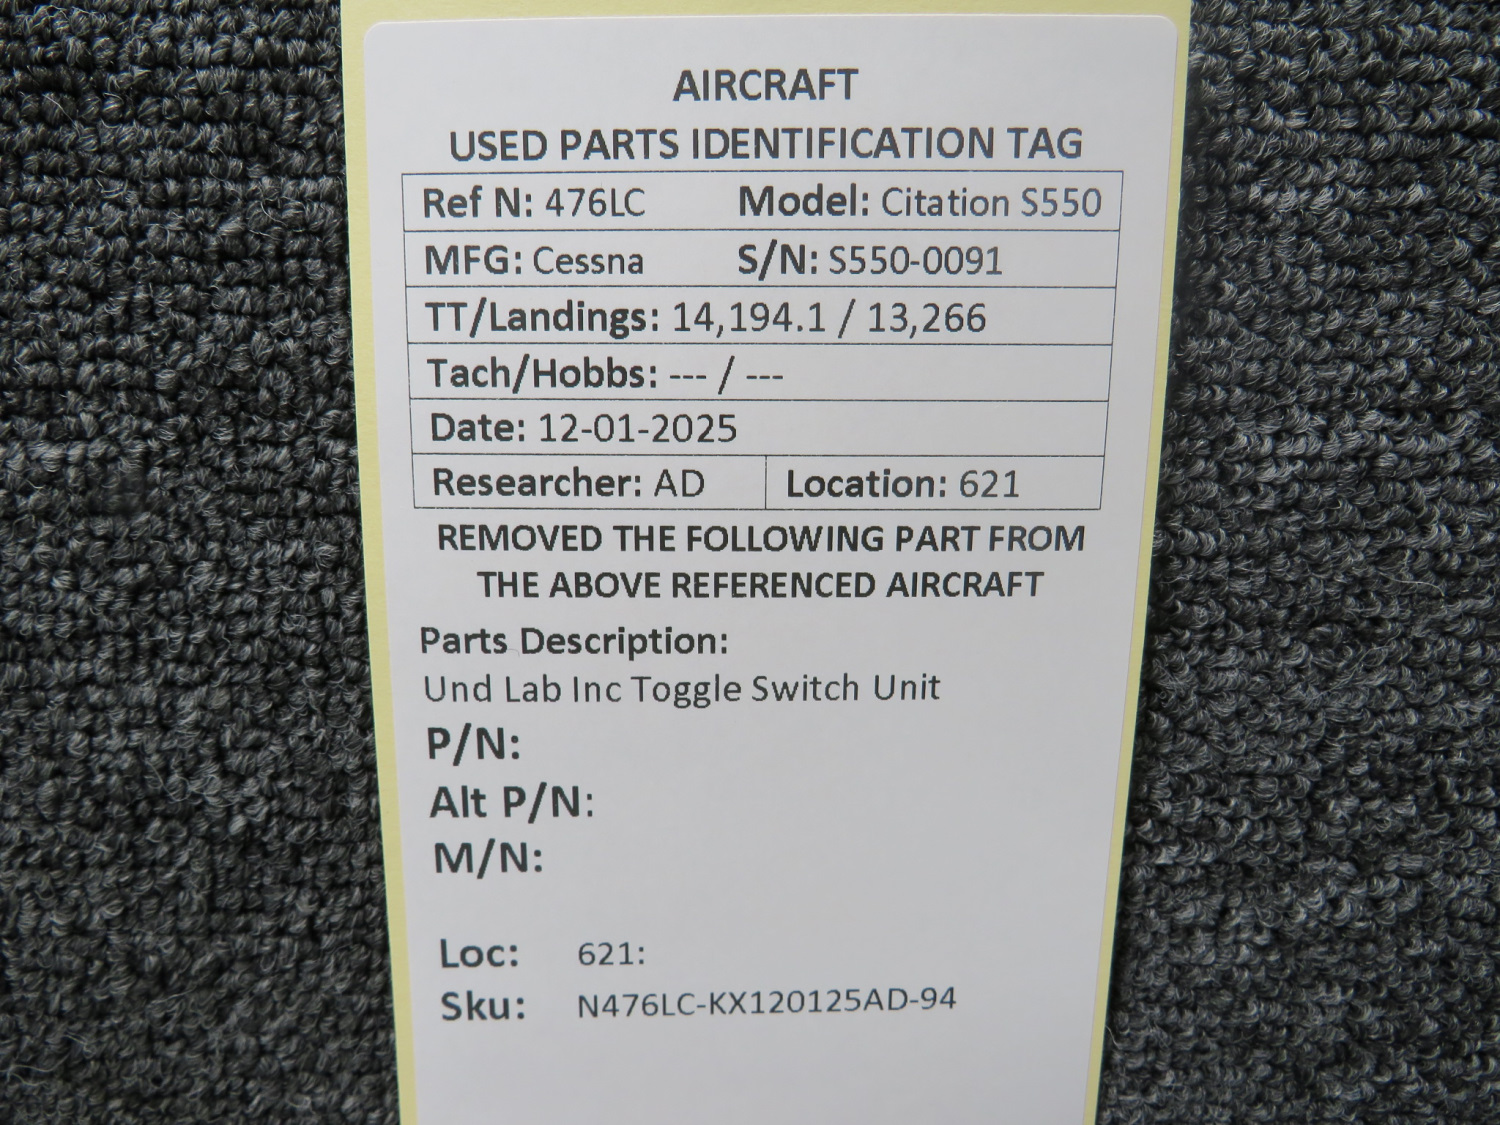 AIRCRAFT
USED PARTS IDENTIFICATION TAG
Ref N: 476LC Model: Citation S550
MFG: Cessna S/N: S550-0091
TT/Landings: 14,194.1 / 13,266
Tach/Hobbs: --- / ---
Date: 12-01-2025
Researcher: AD Location: 621
REMOVED THE FOLLOWING PART FROM
THE ABOVE REFERENCED AIRCRAFT
Parts Description:
Und Lab Inc Toggle Switch Unit
P/N:
Alt P/N:
M/N:
Loc: 621:
Sku: N476LC-KX120125AD-94